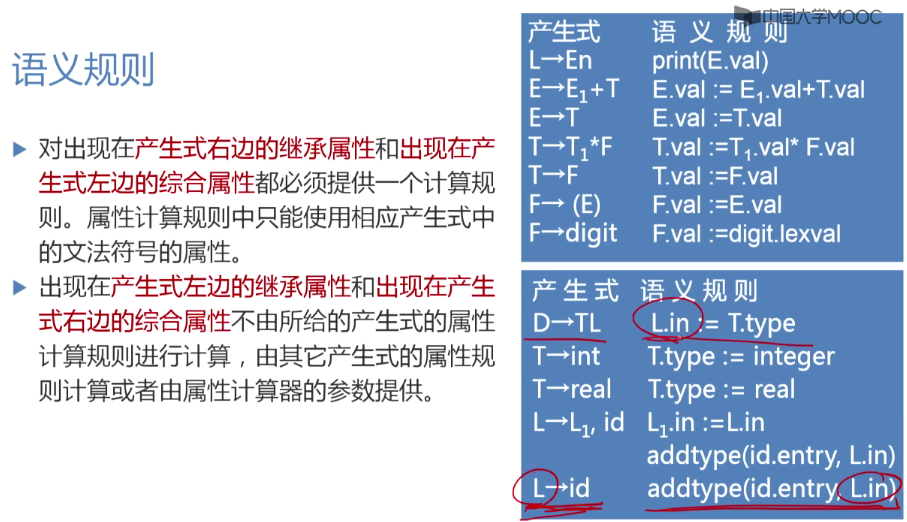 中国大学MOOC
语义规则
对出现在产生式右边的继承属性和出现在产
生式左边的综合属性都必须提供一个计算规
则。属性计算规则中只能使用相应产生式中
的文法符号的属性。
出现在产生式左边的继承属性和出现在产生
式右边的综合属性不由所给的产生式的属性
计算规则进行计算，由其它产生式的属性规
则计算或者由属性计算器的参数提供。
产生式 语义规则
L→En print(E.val)
E→E₁+T E.val := E₁.val+T.val
E→T E.val :=T.val
T→T₁*F T.val :=T₁.val* F.val
T→F T.val :=F.val
F→ (E) F.val :=E.val
F→digit F.val :=digit.lexval
产生式 语义规则
D→TL L.in := T.type
T→int T.type := integer
T→real T.type := real
L→L₁, id L₁.in :=L.in
addtype(id.entry, L.in)
L→id addtype(id.entry, L.in)